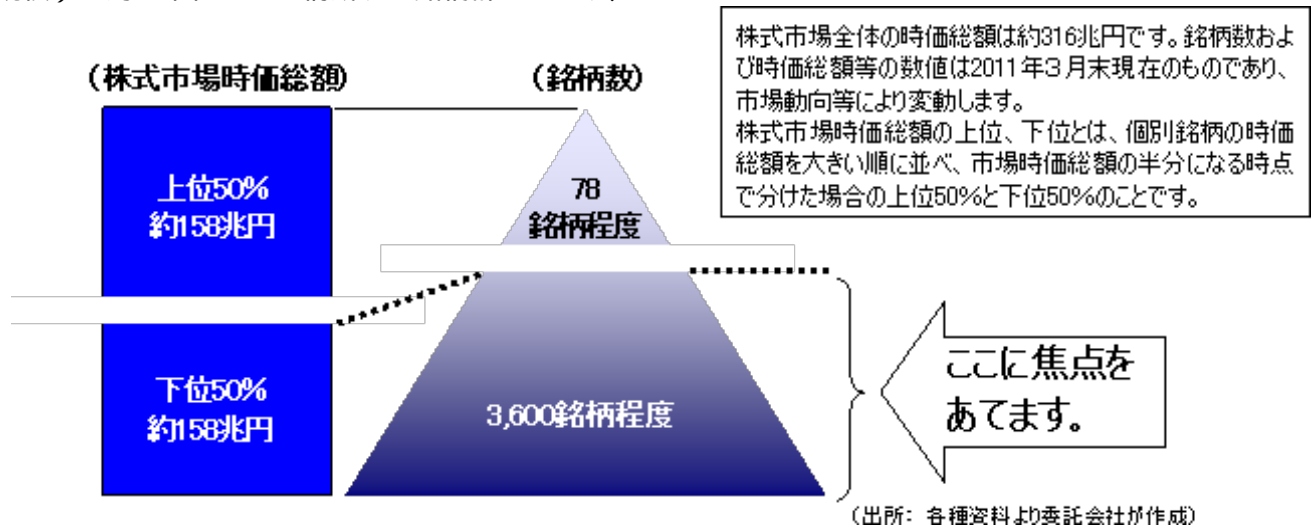 株式市場全体の時価総額は約316兆円です。銘柄数およ
び時価総額等の数値は2011年3月末現在のものであり、
市場動向等により変動します。
株式市場時価総額の上位、下位とは、個別銘柄の時価
総額を大きい順に並べ、市場時価総額の半分になる時点
で分けた場合の上位50%と下位50%のことです。
(株式市場時価総額)
(銘柄数)
上位50%
約158兆円
78
銘柄程度
下位50%
約158兆円
3,600銘柄程度
ここに焦点を
あてます。
(出所: 各種資料より委託会社が作成)